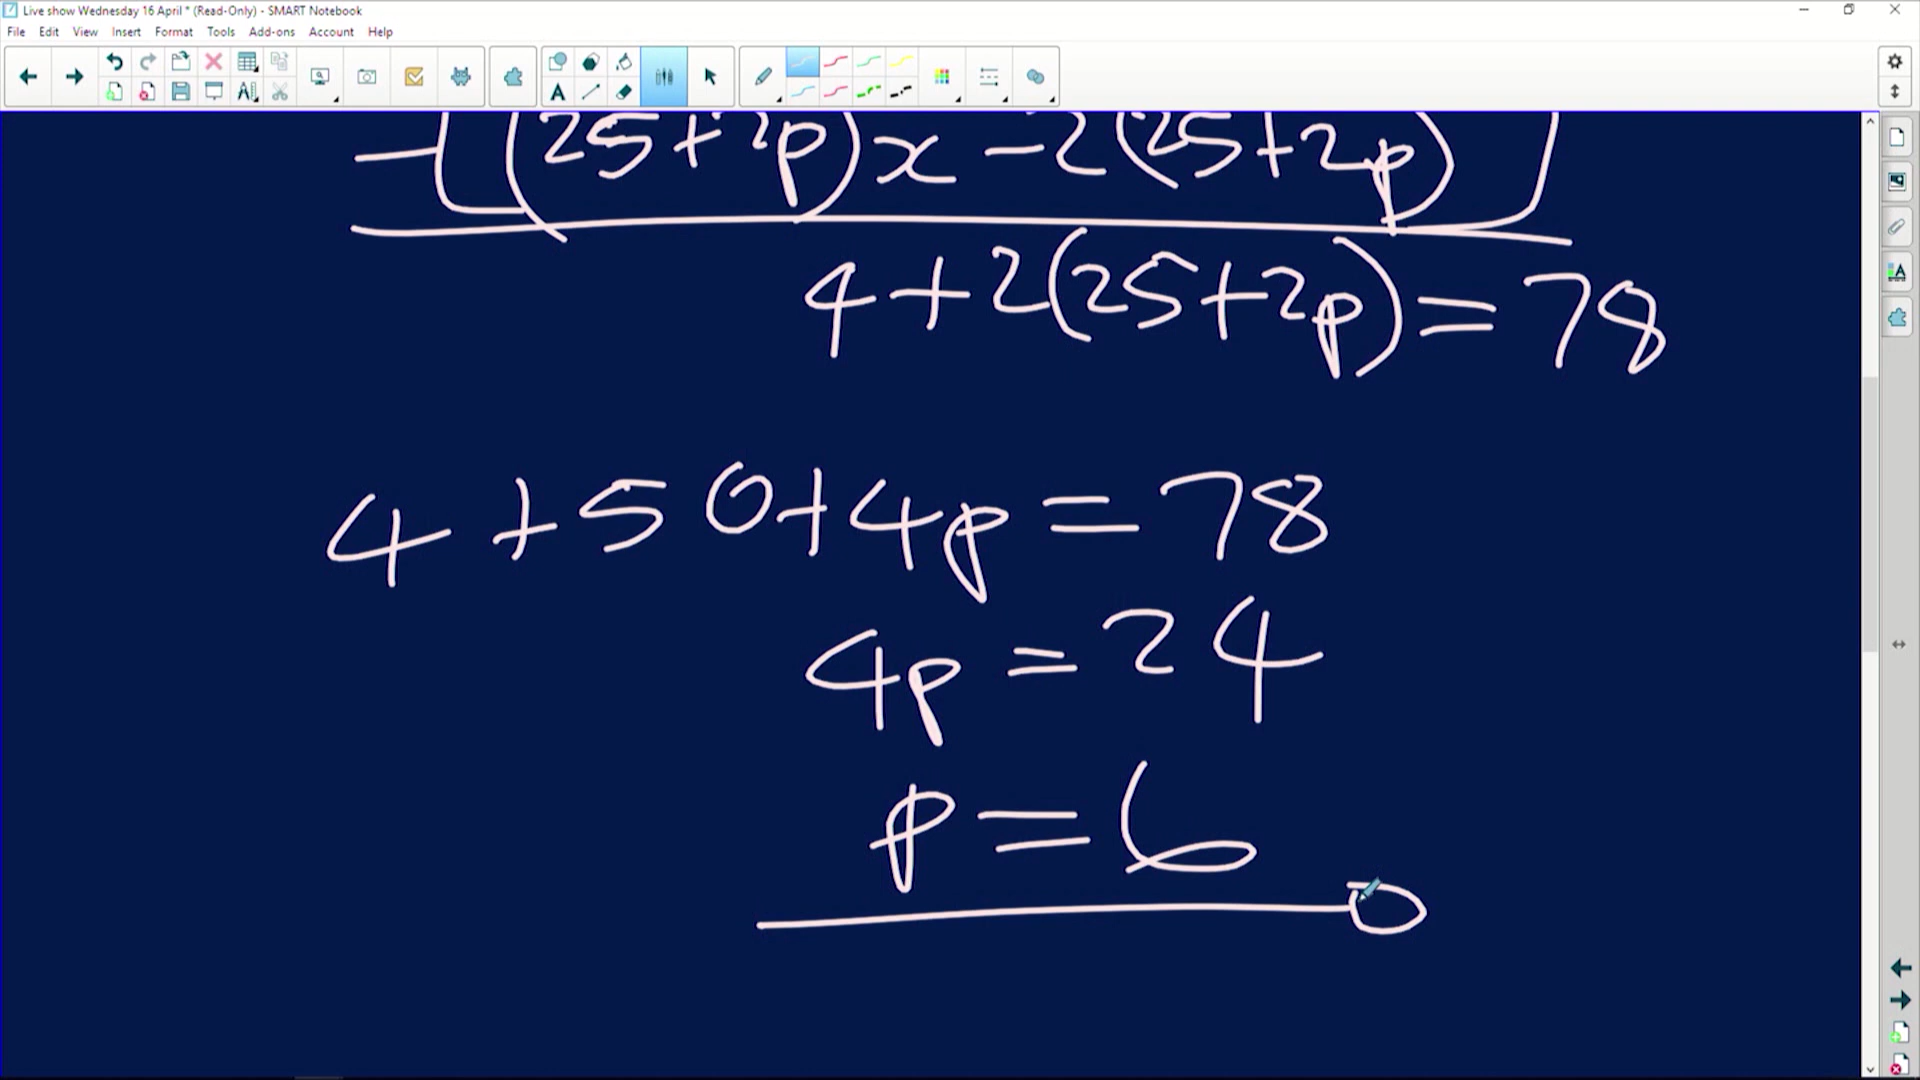 Live show Wednesday 16 April * (Read-Only) - SMART Notebook
File Edit View Insert Format Tools Add-ons Account Help
-[(25+2p)x-2(25+2p)]
4+2(25+2p)=78
4+50+4p=78
4p=24
p=6